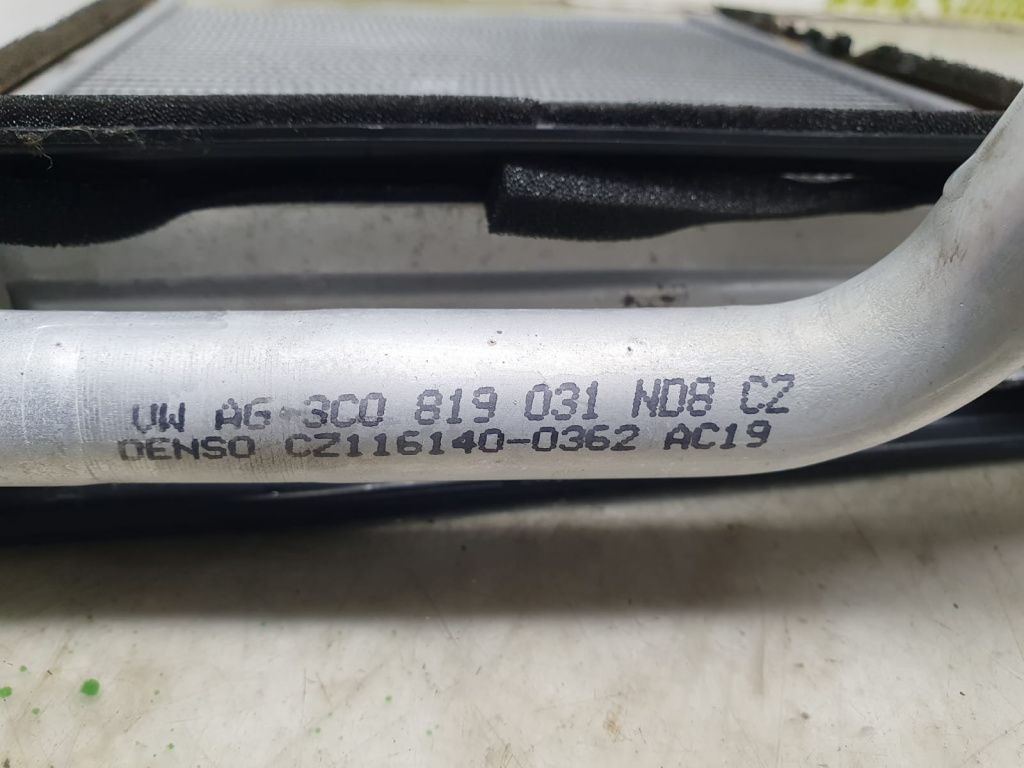 VW AG 3C0 819 031 ND8 CZ
DENSO CZ116140-0362 AC19